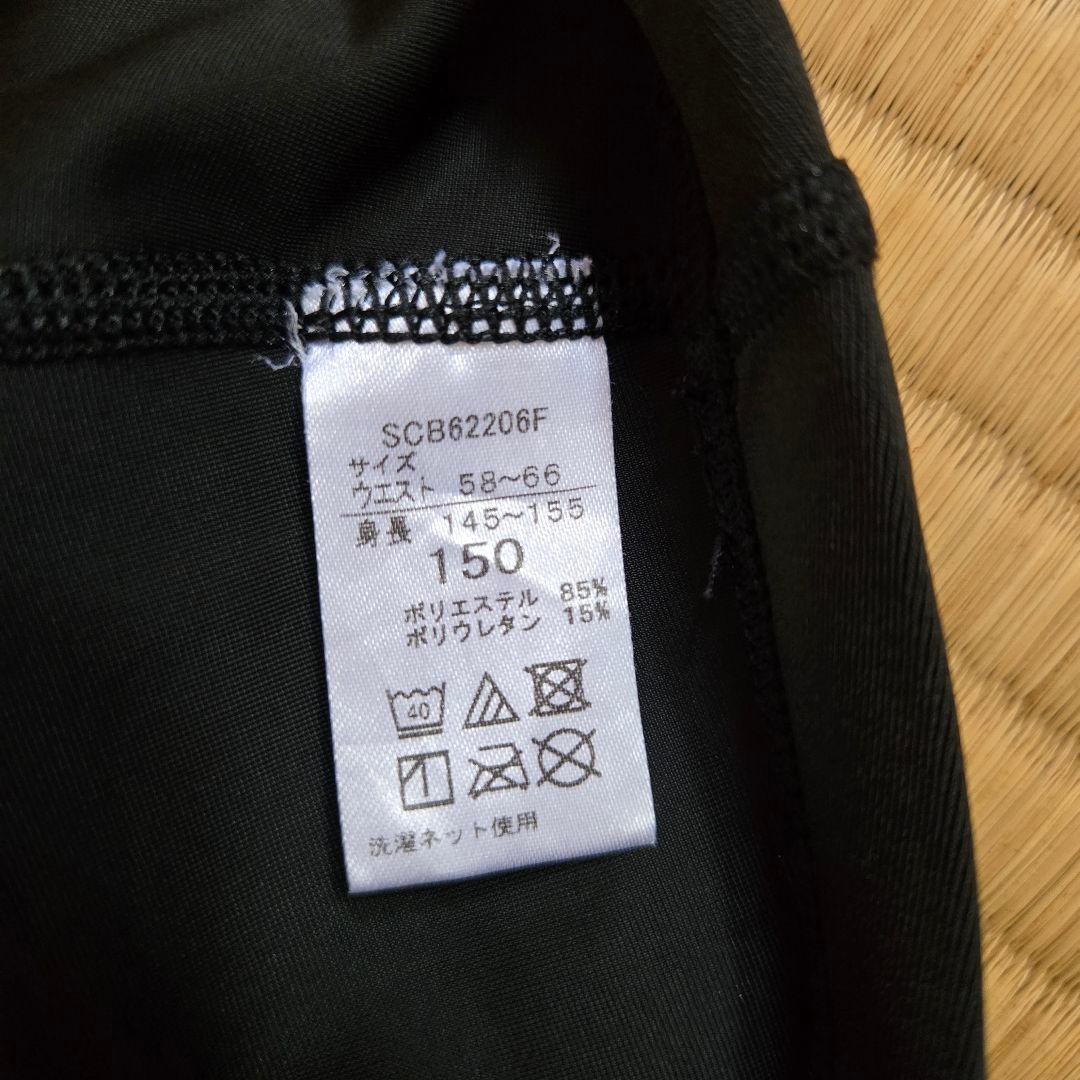 SCB62206F
サイズ
ウエスト 58～66
身長 145～155
150
ポリエステル 85%
ポリウレタン 15%
40
洗濯ネット使用